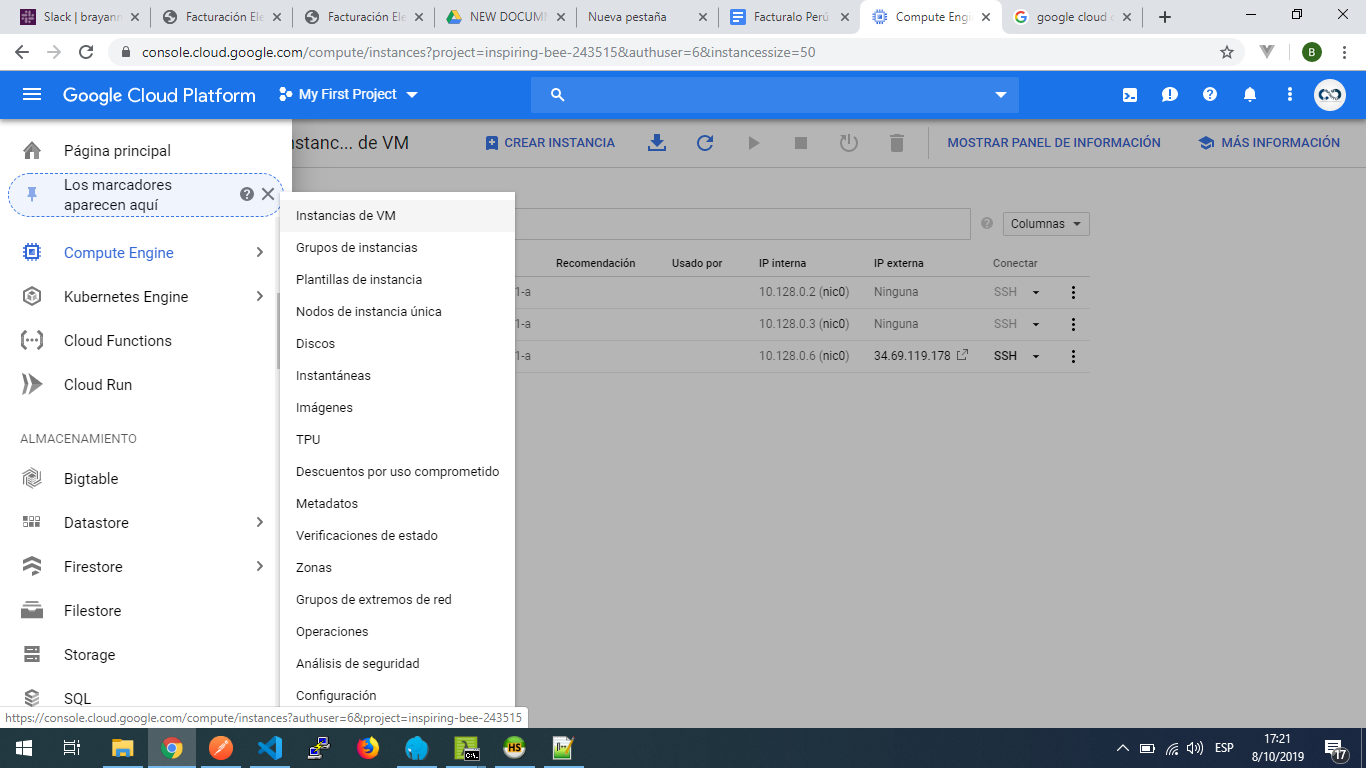 Slack | brayann
Facturación Ele
Facturación Ele
NEW DOCUM
Nueva pestaña
Facturalo Perú
Compute Eng
google cloud c
console.cloud.google.com/compute/instances?project=inspiring-bee-243515&authuser=6&instancessize=50
B
Google Cloud Platform
My First Project
Página principal
Los marcadores
aparecen aquí
Compute Engine
Kubernetes Engine
Cloud Functions
Cloud Run
ALMACENAMIENTO
Bigtable
Datastore
Firestore
Filestore
Storage
SQL
Instancias de VM
Grupos de instancias
Plantillas de instancia
Nodos de instancia única
Discos
Instantáneas
Imágenes
TPU
Descuentos por uso comprometido
Metadatos
Verificaciones de estado
Zonas
Grupos de extremos de red
Operaciones
Análisis de seguridad
Configuración
nstanc... de VM
CREAR INSTANCIA
MOSTRAR PANEL DE INFORMACIÓN
MÁS INFORMACIÓN
Columnas
Recomendación Usado por IP interna IP externa Conectar
1-a 10.128.0.2 (nic0) Ninguna SSH
1-a 10.128.0.3 (nic0) Ninguna SSH
1-a 10.128.0.6 (nic0) 34.69.119.178 SSH
https://console.cloud.google.com/compute/instances?authuser=6&project=inspiring-bee-243515
C:\
HS
ESP
17:21
8/10/2019
17